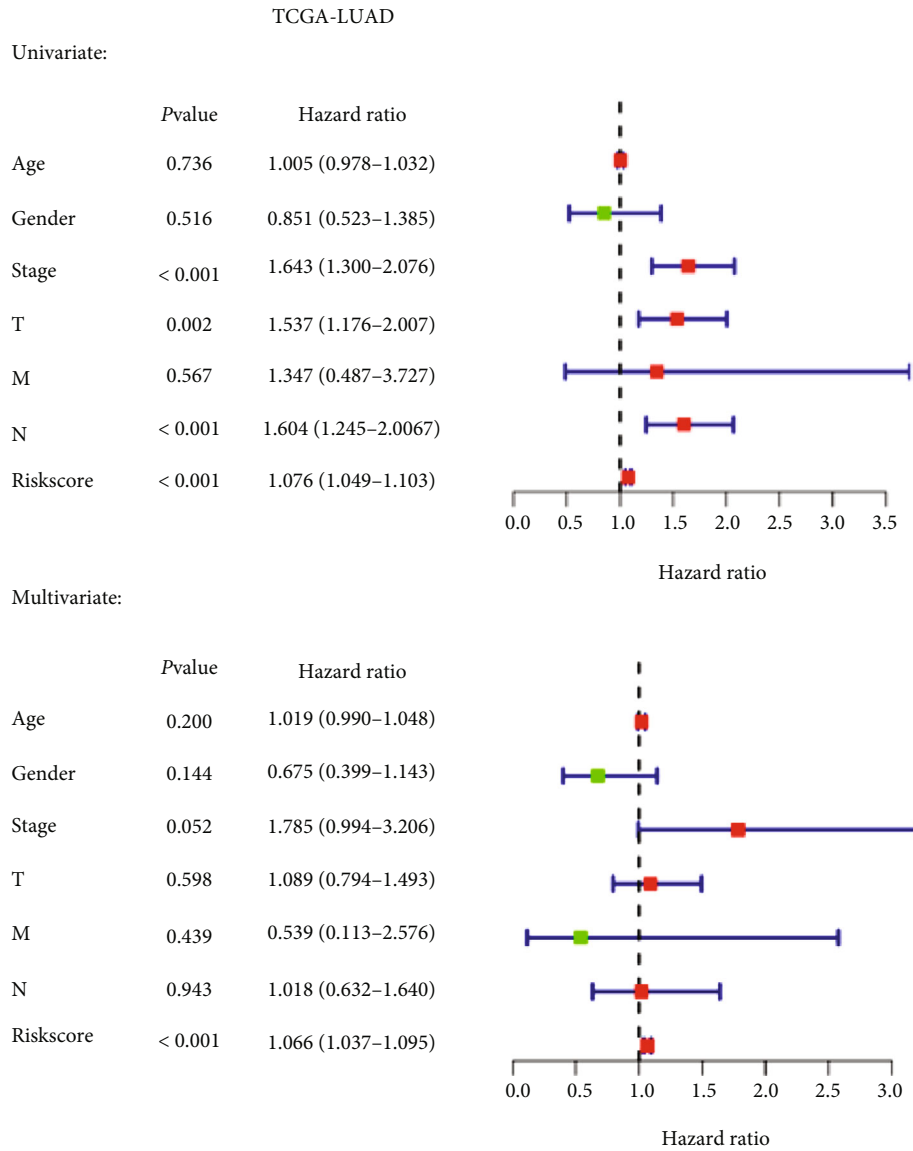 TCGA-LUAD
Univariate:
Pvalue Hazard ratio
Age 0.736 1.005 (0.978–1.032)
Gender 0.516 0.851 (0.523–1.385)
Stage < 0.001 1.643 (1.300–2.076)
T 0.002 1.537 (1.176–2.007)
M 0.567 1.347 (0.487–3.727)
N < 0.001 1.604 (1.245–2.0067)
Riskscore < 0.001 1.076 (1.049–1.103)
0.0 0.5 1.0 1.5 2.0 2.5 3.0 3.5
Hazard ratio
Multivariate:
Pvalue Hazard ratio
Age 0.200 1.019 (0.990–1.048)
Gender 0.144 0.675 (0.399–1.143)
Stage 0.052 1.785 (0.994–3.206)
T 0.598 1.089 (0.794–1.493)
M 0.439 0.539 (0.113–2.576)
N 0.943 1.018 (0.632–1.640)
Riskscore < 0.001 1.066 (1.037–1.095)
0.0 0.5 1.0 1.0 2.0 2.5 3.0
Hazard ratio